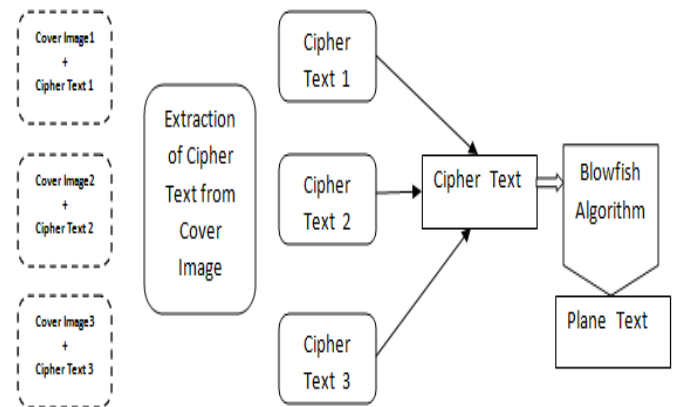 Cover Image1
+
Cipher Text 1
Cover Image2
+
Cipher Text 2
Cover Image3
+
Cipher Text 3
Extraction
of Cipher
Text from
Cover
Image
Cipher
Text 1
Cipher
Text 2
Cipher
Text 3
Cipher Text
Blowfish
Algorithm
Plane Text